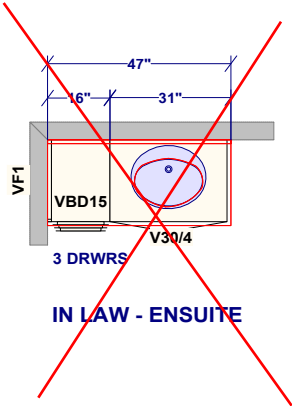 47"
16" 31"
VF1
VBD15
V30/4
3 DRWRS
IN LAW - ENSUITE